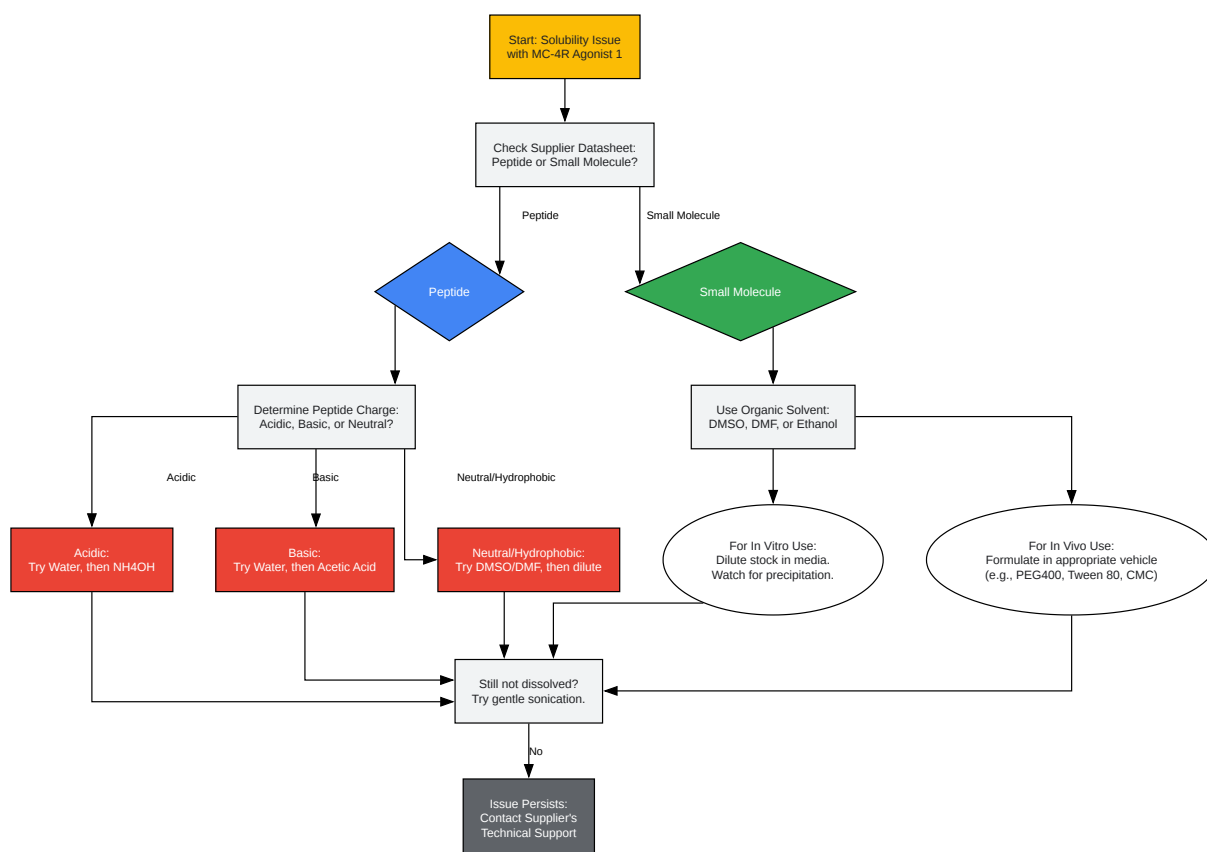 Start: Solubility Issue
with MC-4R Agonist 1
Check Supplier Datasheet:
Peptide or Small Molecule?
Peptide
Small Molecule
Peptide
Small Molecule
Determine Peptide Charge:
Acidic, Basic, or Neutral?
Use Organic Solvent:
DMSO, DMF, or Ethanol
Acidic
Basic
Neutral/Hydrophobic
Acidic:
Try Water, then NH4OH
Basic:
Try Water, then Acetic Acid
Neutral/Hydrophobic:
Try DMSO/DMF, then dilute
For In Vitro Use:
Dilute stock in media.
Watch for precipitation.
For In Vivo Use:
Formulate in appropriate vehicle
(e.g., PEG400, Tween 80, CMC)
Still not dissolved?
Try gentle sonication.
No
Issue Persists:
Contact Supplier's
Technical Support